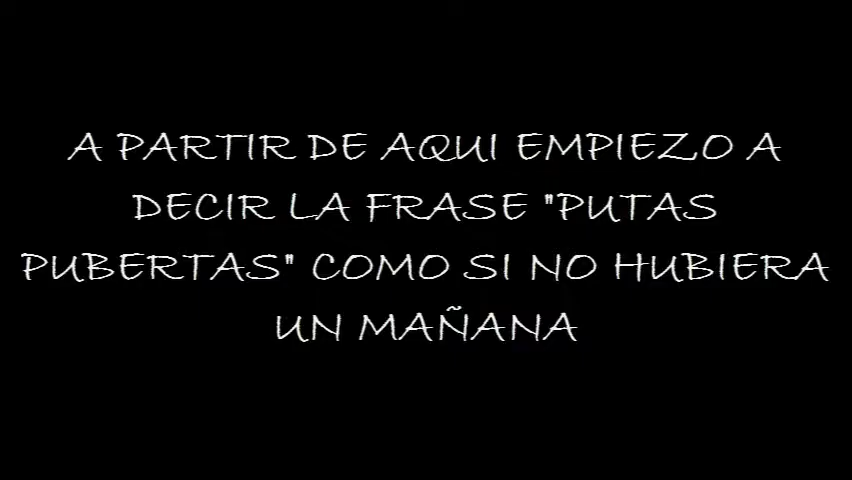 A PARTIR DE AQUI EMPIEZO A
DECIR LA FRASE "PUTAS
PUBERTAS" COMO SI NO HUBIERA
UN MAÑANA